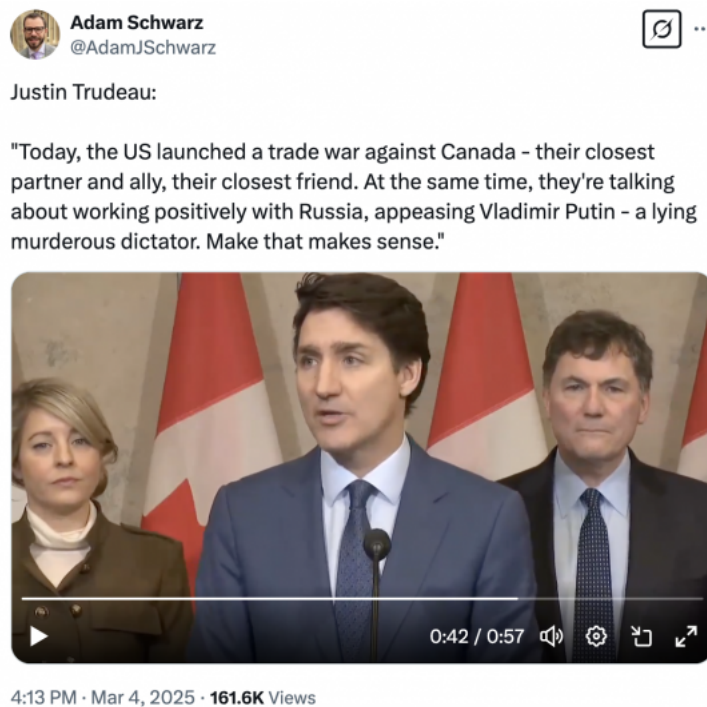 Adam Schwarz
@AdamJSchwarz
Justin Trudeau:
"Today, the US launched a trade war against Canada - their closest
partner and ally, their closest friend. At the same time, they're talking
about working positively with Russia, appeasing Vladimir Putin - a lying
murderous dictator. Make that makes sense."
0:42 / 0:57
4:13 PM · Mar 4, 2025 · 161.6K Views